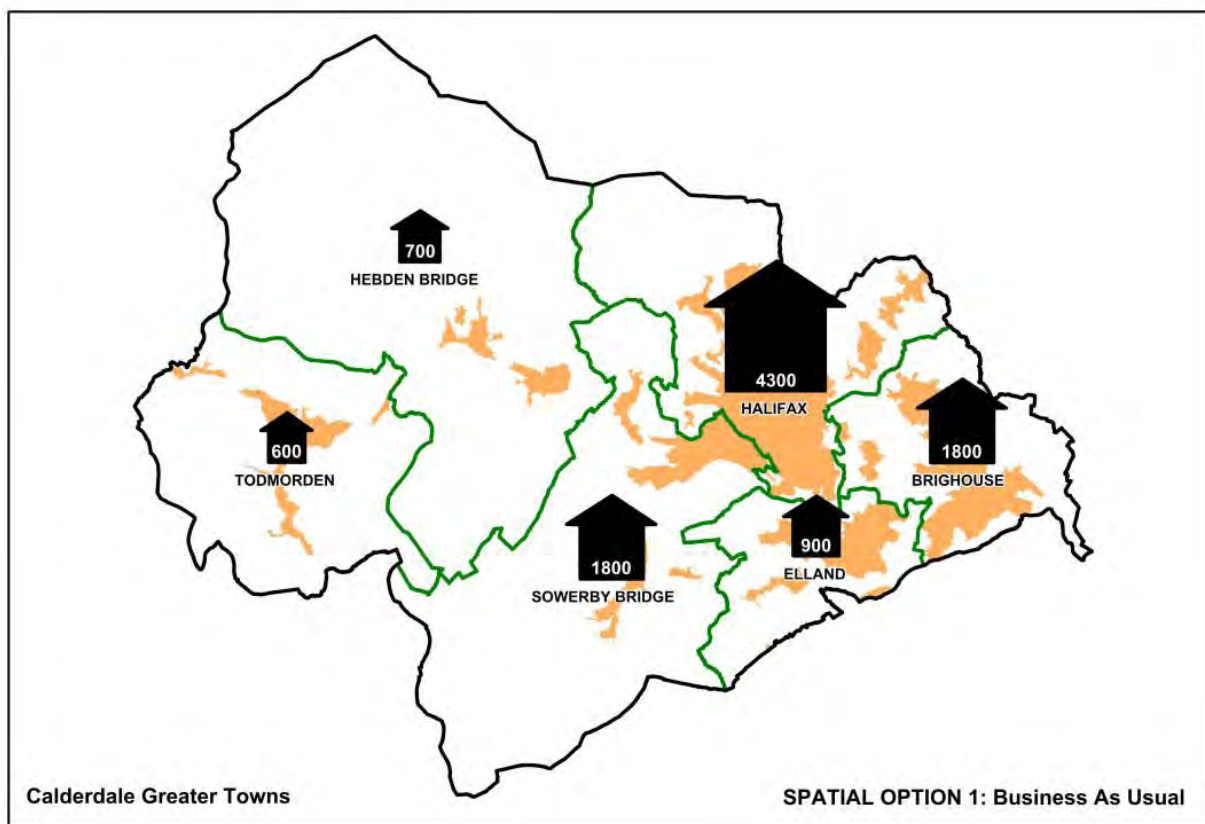 700
HEBDEN BRIDGE
4300
HALIFAX
600
TODMORDEN
1800
BRIGHOUSE
1800
SOWERBY BRIDGE
900
ELLAND
Calderdale Greater Towns
SPATIAL OPTION 1: Business As Usual